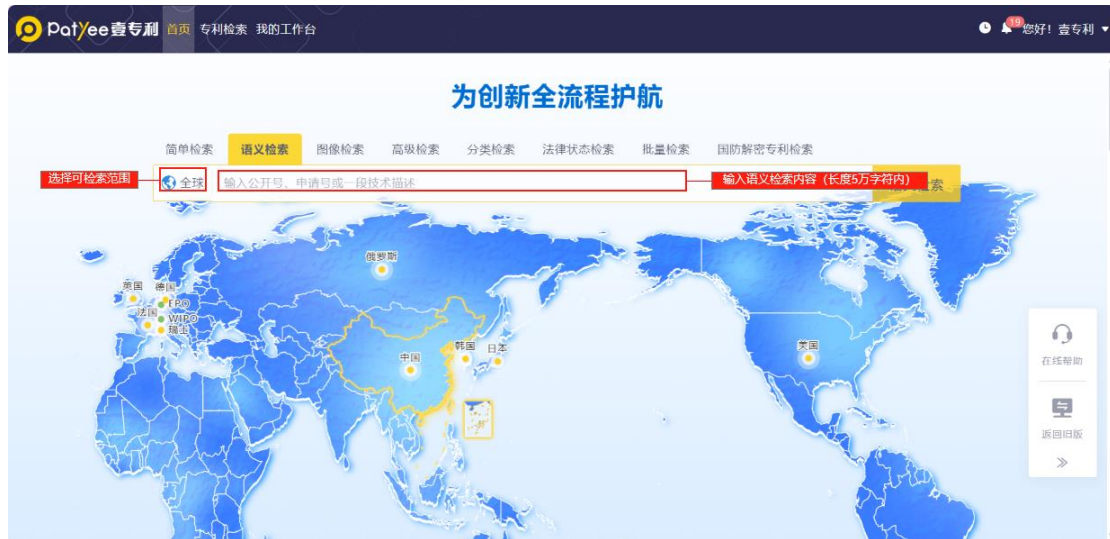 Patyee壹专利 首页 专利检索 我的工作台 19 您好！壹专利
为创新全流程护航
简单检索 语义检索 图像检索 高级检索 分类检索 法律状态检索 批量检索 国防解密专利检索
选择可检索范围 全球 输入公开号、申请号或一段技术描述 输入语义检索内容（长度5万字符内） 索
俄罗斯
英国 德国
EPO
法国 WIPO
瑞士
中国 韩国 日本 美国
在线帮助
返回旧版